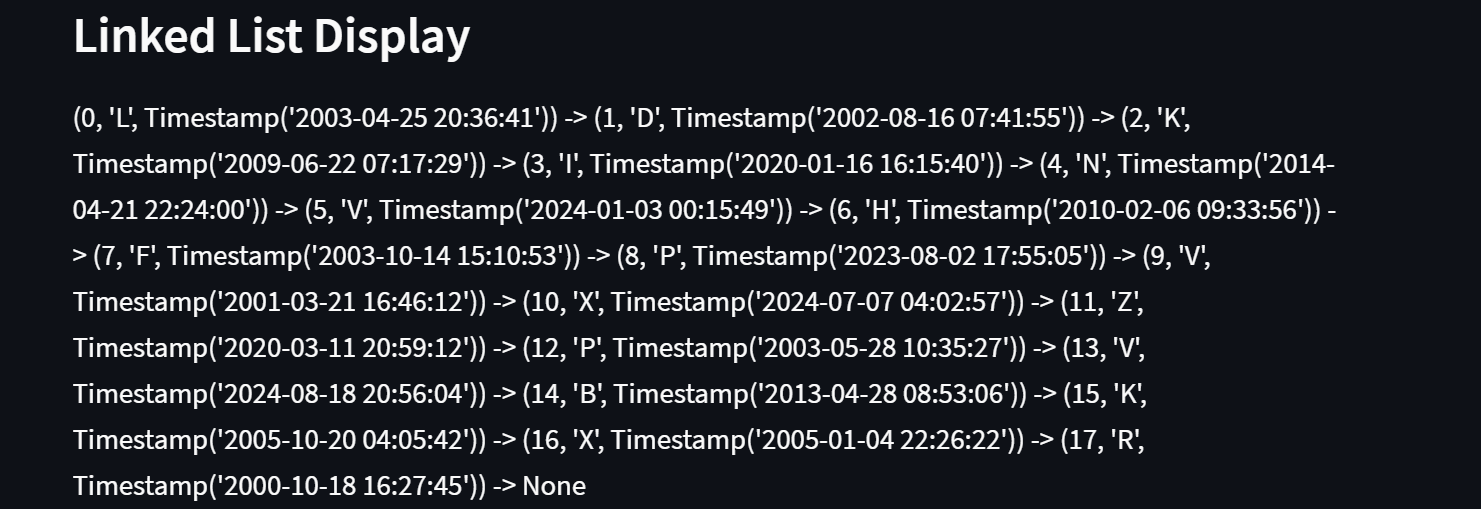 Linked List Display
(0, 'L', Timestamp('2003-04-25 20:36:41')) -> (1, 'D', Timestamp('2002-08-16 07:41:55')) -> (2, 'K',
Timestamp('2009-06-22 07:17:29')) -> (3, 'I', Timestamp('2020-01-16 16:15:40')) -> (4, 'N', Timestamp('2014-
04-21 22:24:00')) -> (5, 'V', Timestamp('2024-01-03 00:15:49')) -> (6, 'H', Timestamp('2010-02-06 09:33:56')) -
> (7, 'F', Timestamp('2003-10-14 15:10:53')) -> (8, 'P', Timestamp('2023-08-02 17:55:05')) -> (9, 'V',
Timestamp('2001-03-21 16:46:12')) -> (10, 'X', Timestamp('2024-07-07 04:02:57')) -> (11, 'Z',
Timestamp('2020-03-11 20:59:12')) -> (12, 'P', Timestamp('2003-05-28 10:35:27')) -> (13, 'V',
Timestamp('2024-08-18 20:56:04')) -> (14, 'B', Timestamp('2013-04-28 08:53:06')) -> (15, 'K',
Timestamp('2005-10-20 04:05:42')) -> (16, 'X', Timestamp('2005-01-04 22:26:22')) -> (17, 'R',
Timestamp('2000-10-18 16:27:45')) -> None